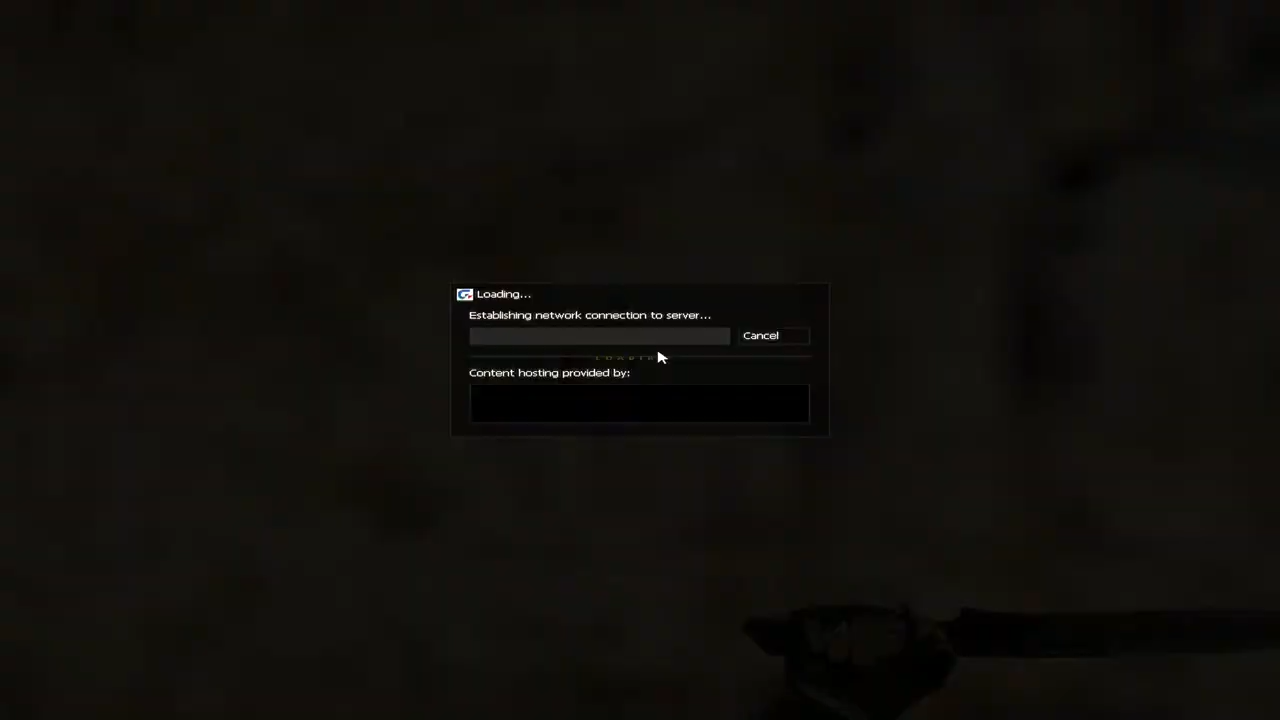 Loading...
Establishing network connection to server...
Cancel
Content hosting provided by: